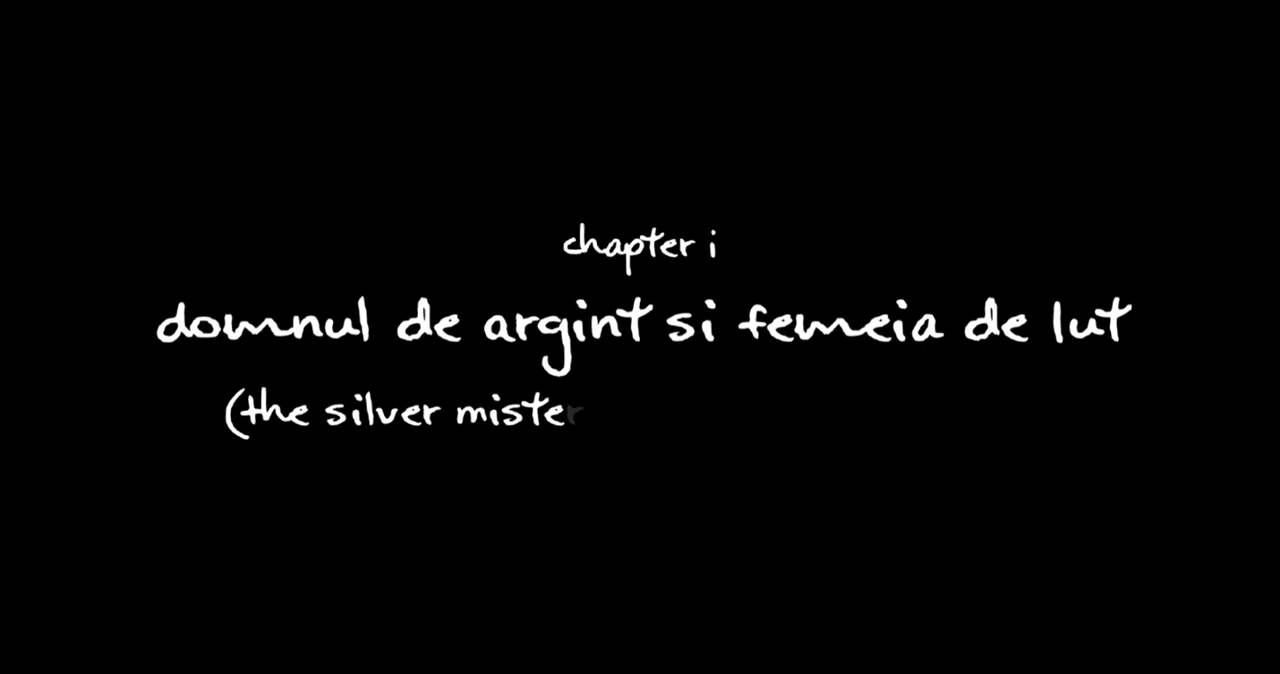 chapter i
domnul de argint si femeia de lut
(the silver mister